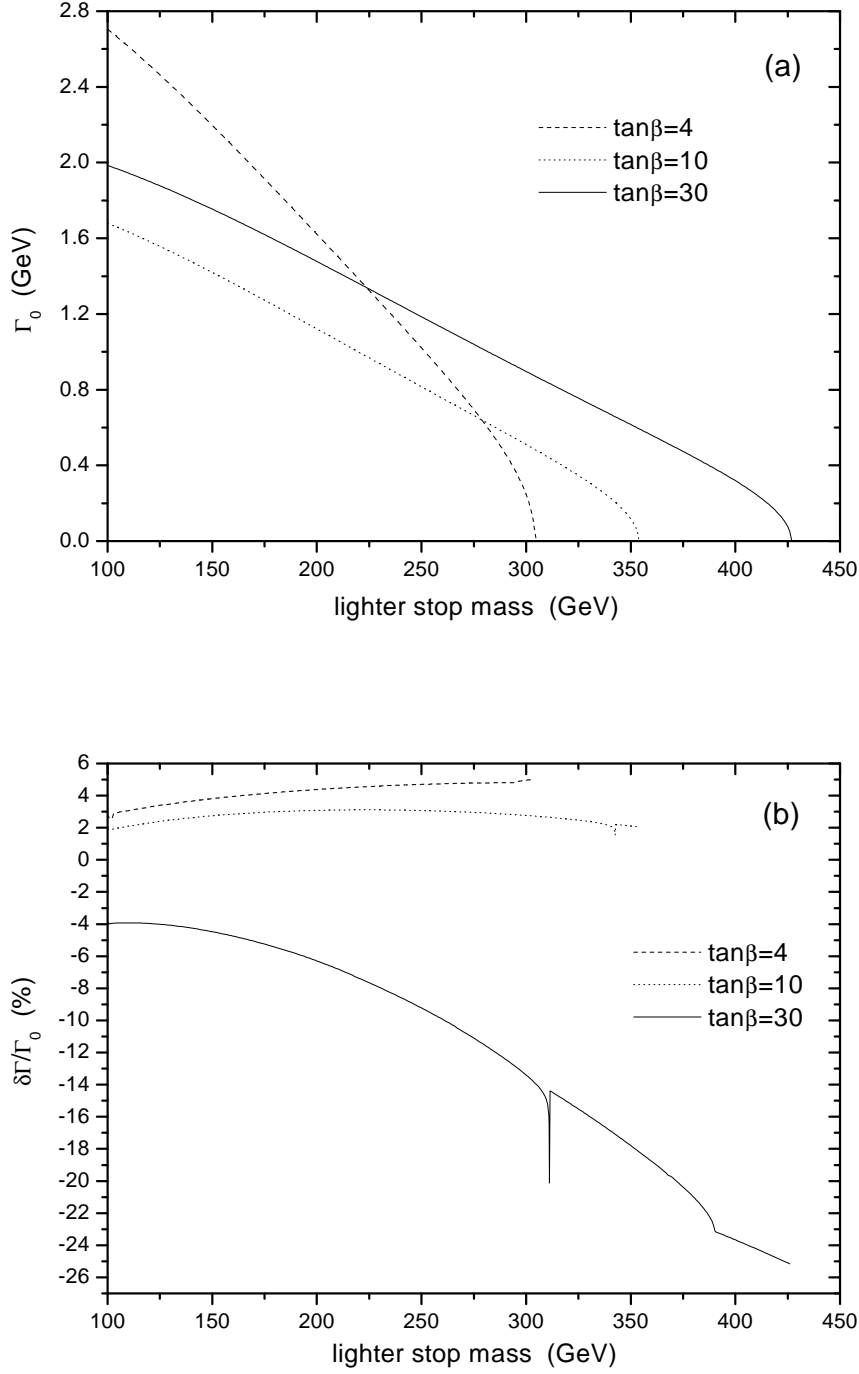 2.8
2.4
2.0
1.6
1.2
0.8
0.4
0.0
Γ₀ (GeV)
(a)
tanβ=4
tanβ=10
tanβ=30
100 150 200 250 300 350 400 450
lighter stop mass (GeV)
6
4
2
0
-2
-4
-6
-8
-10
-12
-14
-16
-18
-20
-22
-24
-26
δΓ/Γ₀ (%)
(b)
tanβ=4
tanβ=10
tanβ=30
100 150 200 250 300 350 400 450
lighter stop mass (GeV)